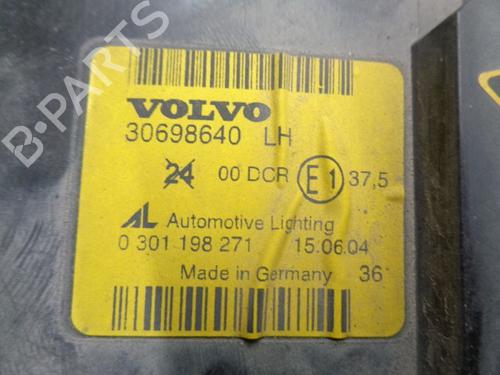 B-PARTS
VOLVO
30698640 LH
24 00 DCR E1 37,5
AL Automotive Lighting
0 301 198 271 15.06.04
Made in Germany 36